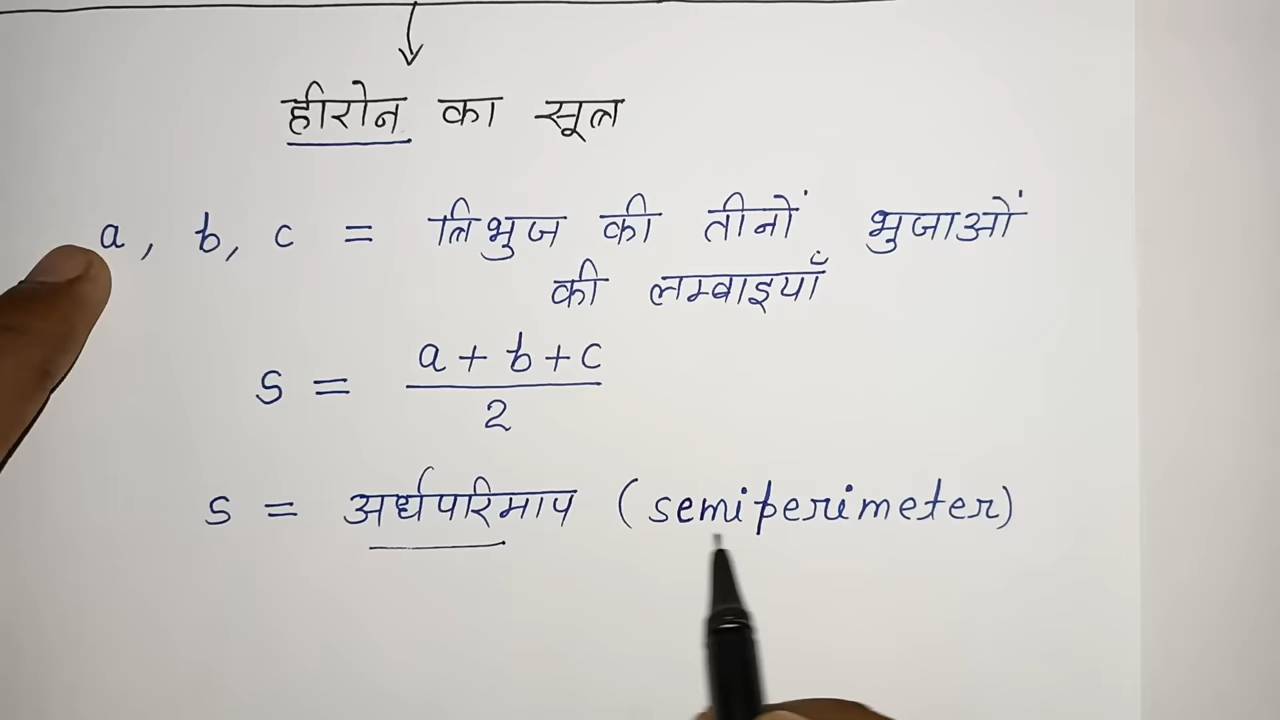 हीरोन का सूत्र
a, b, c = त्रिभुज की तीनों भुजाओं
की लम्बाइयाँ
s = a + b + c
2
s = अर्धपरिमाप (semiperimeter)